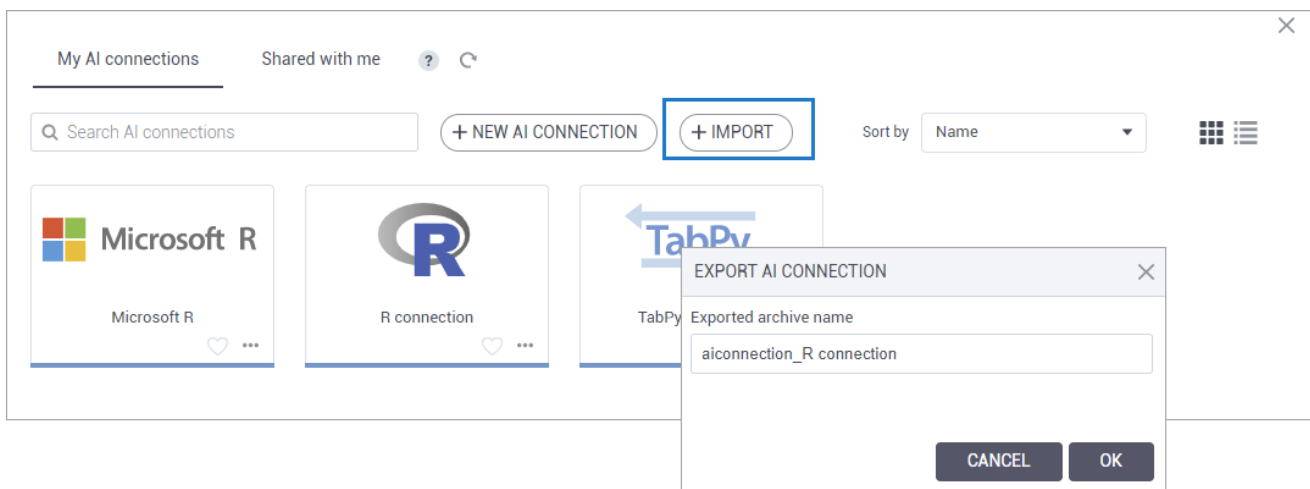 My AI connections
Shared with me
?
Search AI connections
+ NEW AI CONNECTION
+ IMPORT
Sort by
Name
Microsoft R
R
TabPy
Microsoft R
R connection
TabPy
EXPORT AI CONNECTION
Exported archive name
aiconnection_R connection
CANCEL
OK